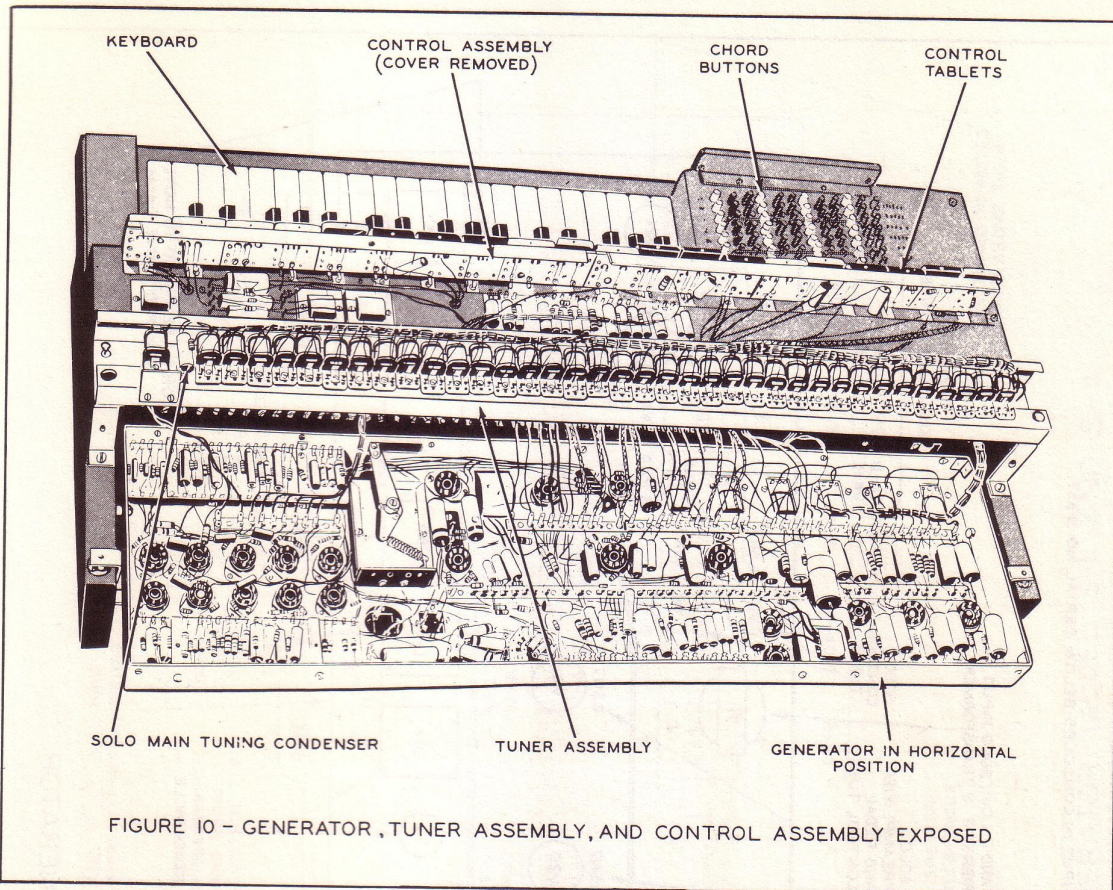 KEYBOARD
CONTROL ASSEMBLY
(COVER REMOVED)
CHORD
BUTTONS
CONTROL
TABLETS
SOLO MAIN TUNING CONDENSER
TUNER ASSEMBLY
GENERATOR IN HORIZONTAL
POSITION
FIGURE 10 - GENERATOR, TUNER ASSEMBLY, AND CONTROL ASSEMBLY EXPOSED